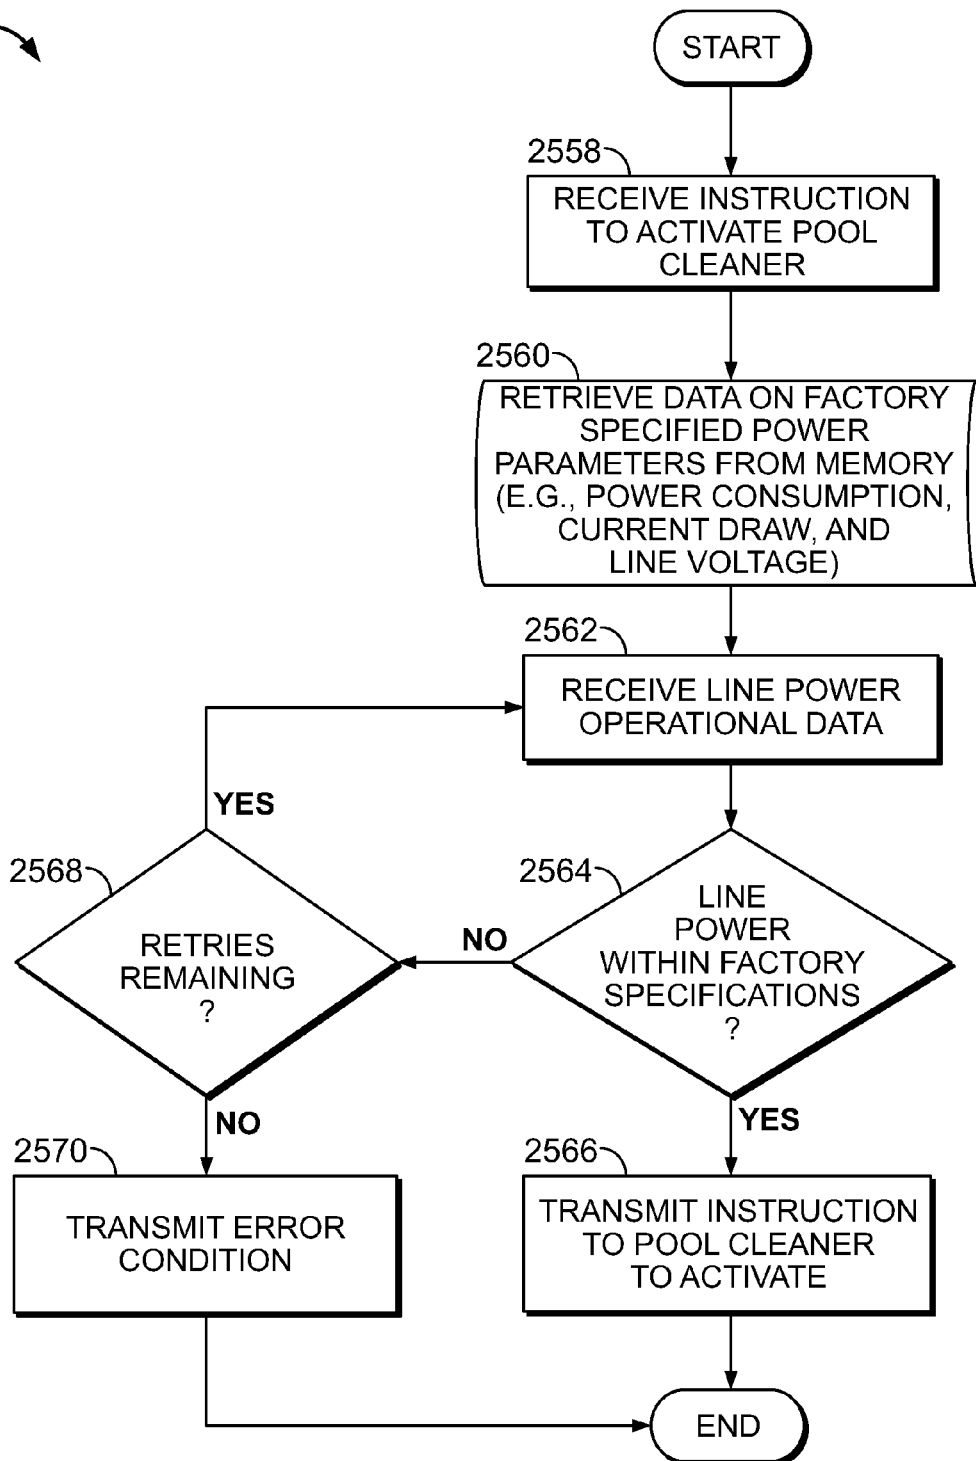 START
2558
RECEIVE INSTRUCTION
TO ACTIVATE POOL
CLEANER
2560
RETRIEVE DATA ON FACTORY
SPECIFIED POWER
PARAMETERS FROM MEMORY
(E.G., POWER CONSUMPTION,
CURRENT DRAW, AND
LINE VOLTAGE)
2562
RECEIVE LINE POWER
OPERATIONAL DATA
YES
2568
RETRIES
REMAINING
?
NO
2564
LINE
POWER
WITHIN FACTORY
SPECIFICATIONS
?
NO
YES
2570
TRANSMIT ERROR
CONDITION
2566
TRANSMIT INSTRUCTION
TO POOL CLEANER
TO ACTIVATE
END